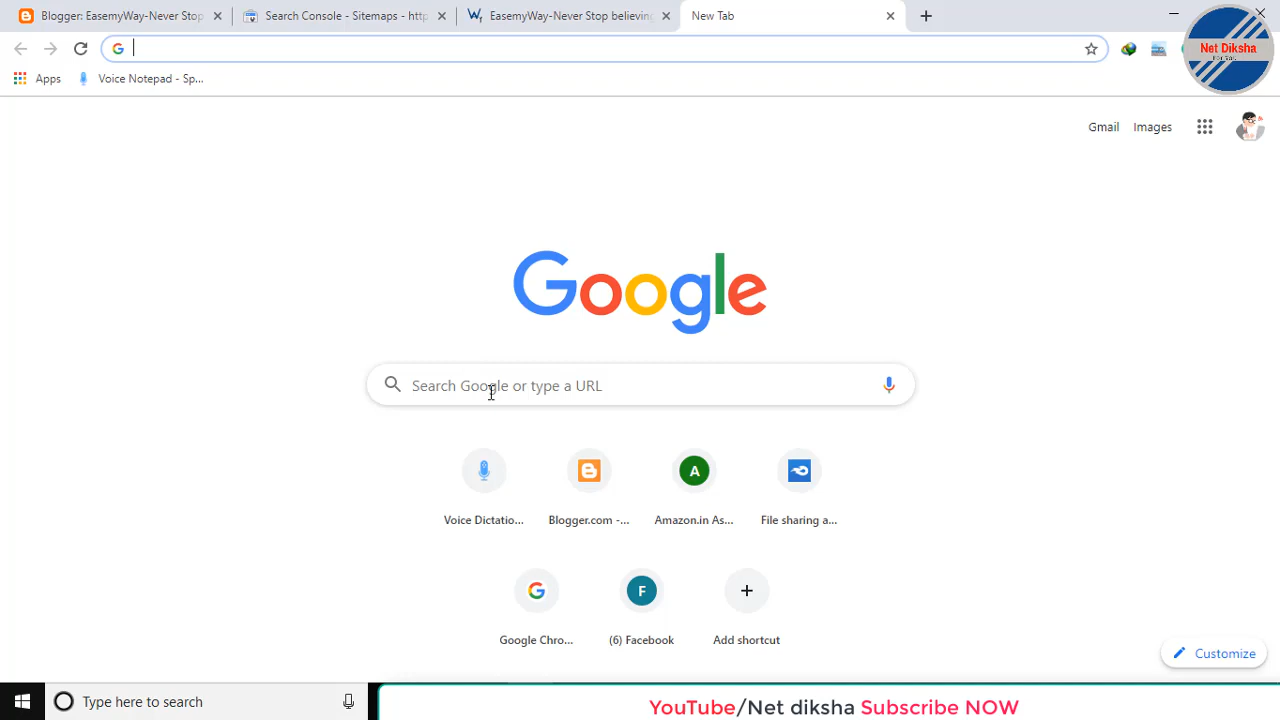 Blogger: EasemyWay-Never Stop
Search Console - Sitemaps - http
EasemyWay-Never Stop believing
New Tab
Net Diksha
Apps
Voice Notepad - Sp...
Gmail
Images
Google
Search Google or type a URL
Voice Dictatio...
Blogger.com -...
A
Amazon.in As...
File sharing a...
Google Chro...
F
(6) Facebook
Add shortcut
Customize
Type here to search
YouTube/Net diksha Subscribe NOW